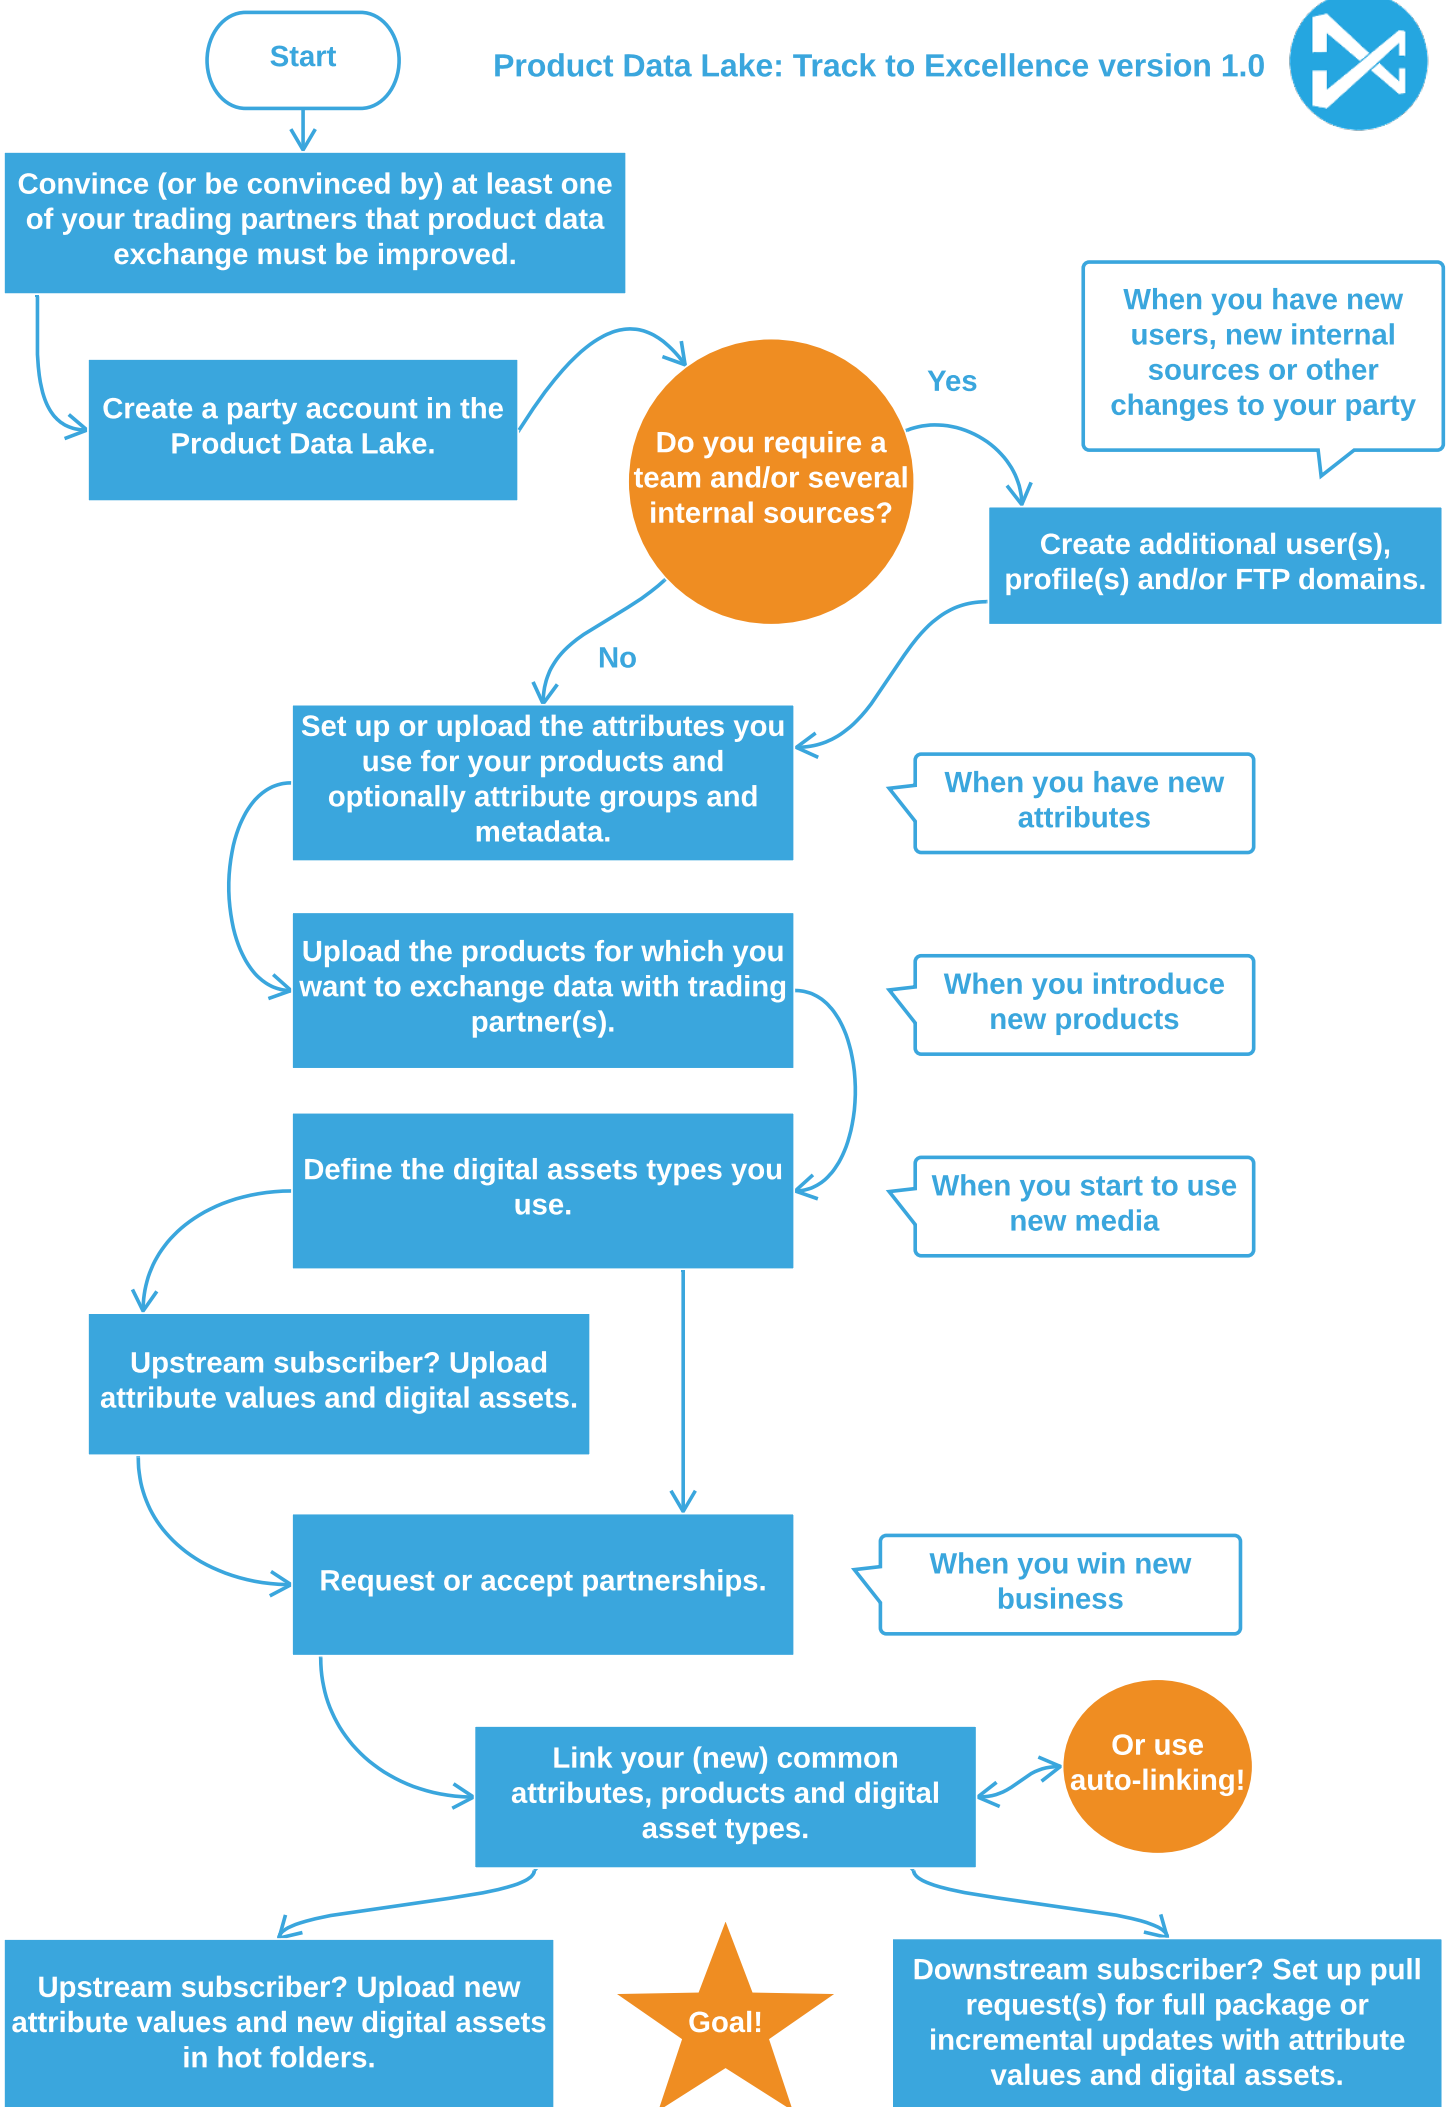 Start
Product Data Lake: Track to Excellence version 1.0
Convince (or be convinced by) at least one
of your trading partners that product data
exchange must be improved.
When you have new
users, new internal
sources or other
changes to your party
Create a party account in the
Product Data Lake.
Do you require a
team and/or several
internal sources?
Yes
Create additional user(s),
profile(s) and/or FTP domains.
No
Set up or upload the attributes you
use for your products and
optionally attribute groups and
metadata.
When you have new
attributes
Upload the products for which you
want to exchange data with trading
partner(s).
When you introduce
new products
Define the digital assets types you
use.
When you start to use
new media
Upstream subscriber? Upload
attribute values and digital assets.
Request or accept partnerships.
When you win new
business
Link your (new) common
attributes, products and digital
asset types.
Or use
auto-linking!
Upstream subscriber? Upload new
attribute values and new digital assets
in hot folders.
Goal!
Downstream subscriber? Set up pull
request(s) for full package or
incremental updates with attribute
values and digital assets.